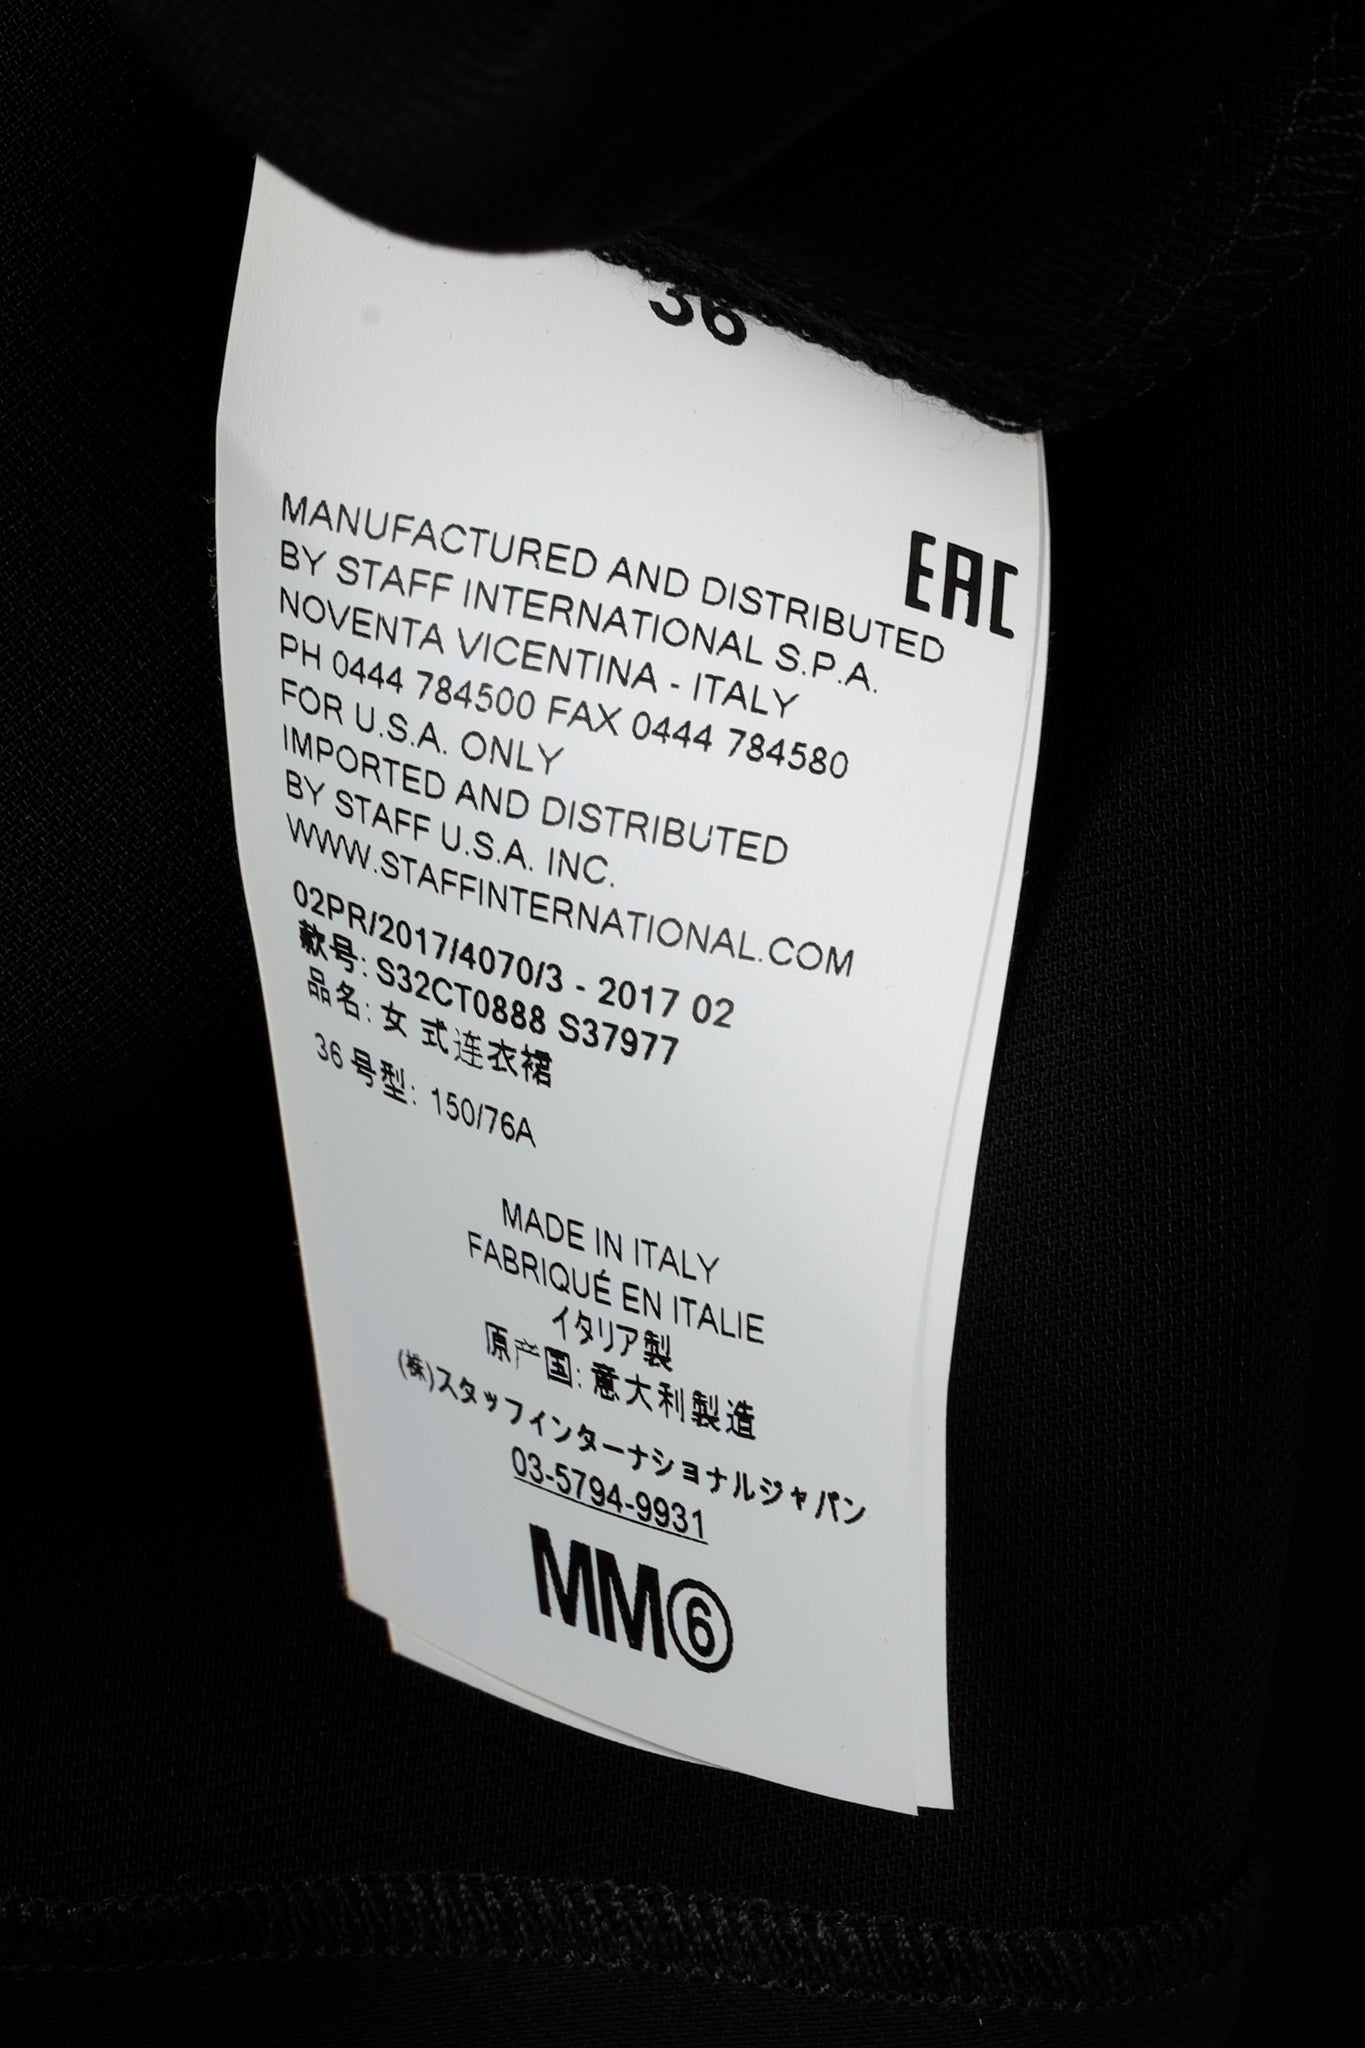 36
EAC
MANUFACTURED AND DISTRIBUTED
BY STAFF INTERNATIONAL S.P.A.
NOVENTA VICENTINA - ITALY
PH 0444 784500 FAX 0444 784580
FOR U.S.A. ONLY
IMPORTED AND DISTRIBUTED
BY STAFF U.S.A. INC.
WWW.STAFFINTERNATIONAL.COM
02PR/2017/4070/3 - 2017 02
款号: S32CT0888 S37977
品名: 女 式连衣裙
36 号型: 150/76A
MADE IN ITALY
FABRIQUÉ EN ITALIE
イタリア製
原产国: 意大利製造
(株)スタッフインターナショナルジャパン
03-5794-9931
MM⑥